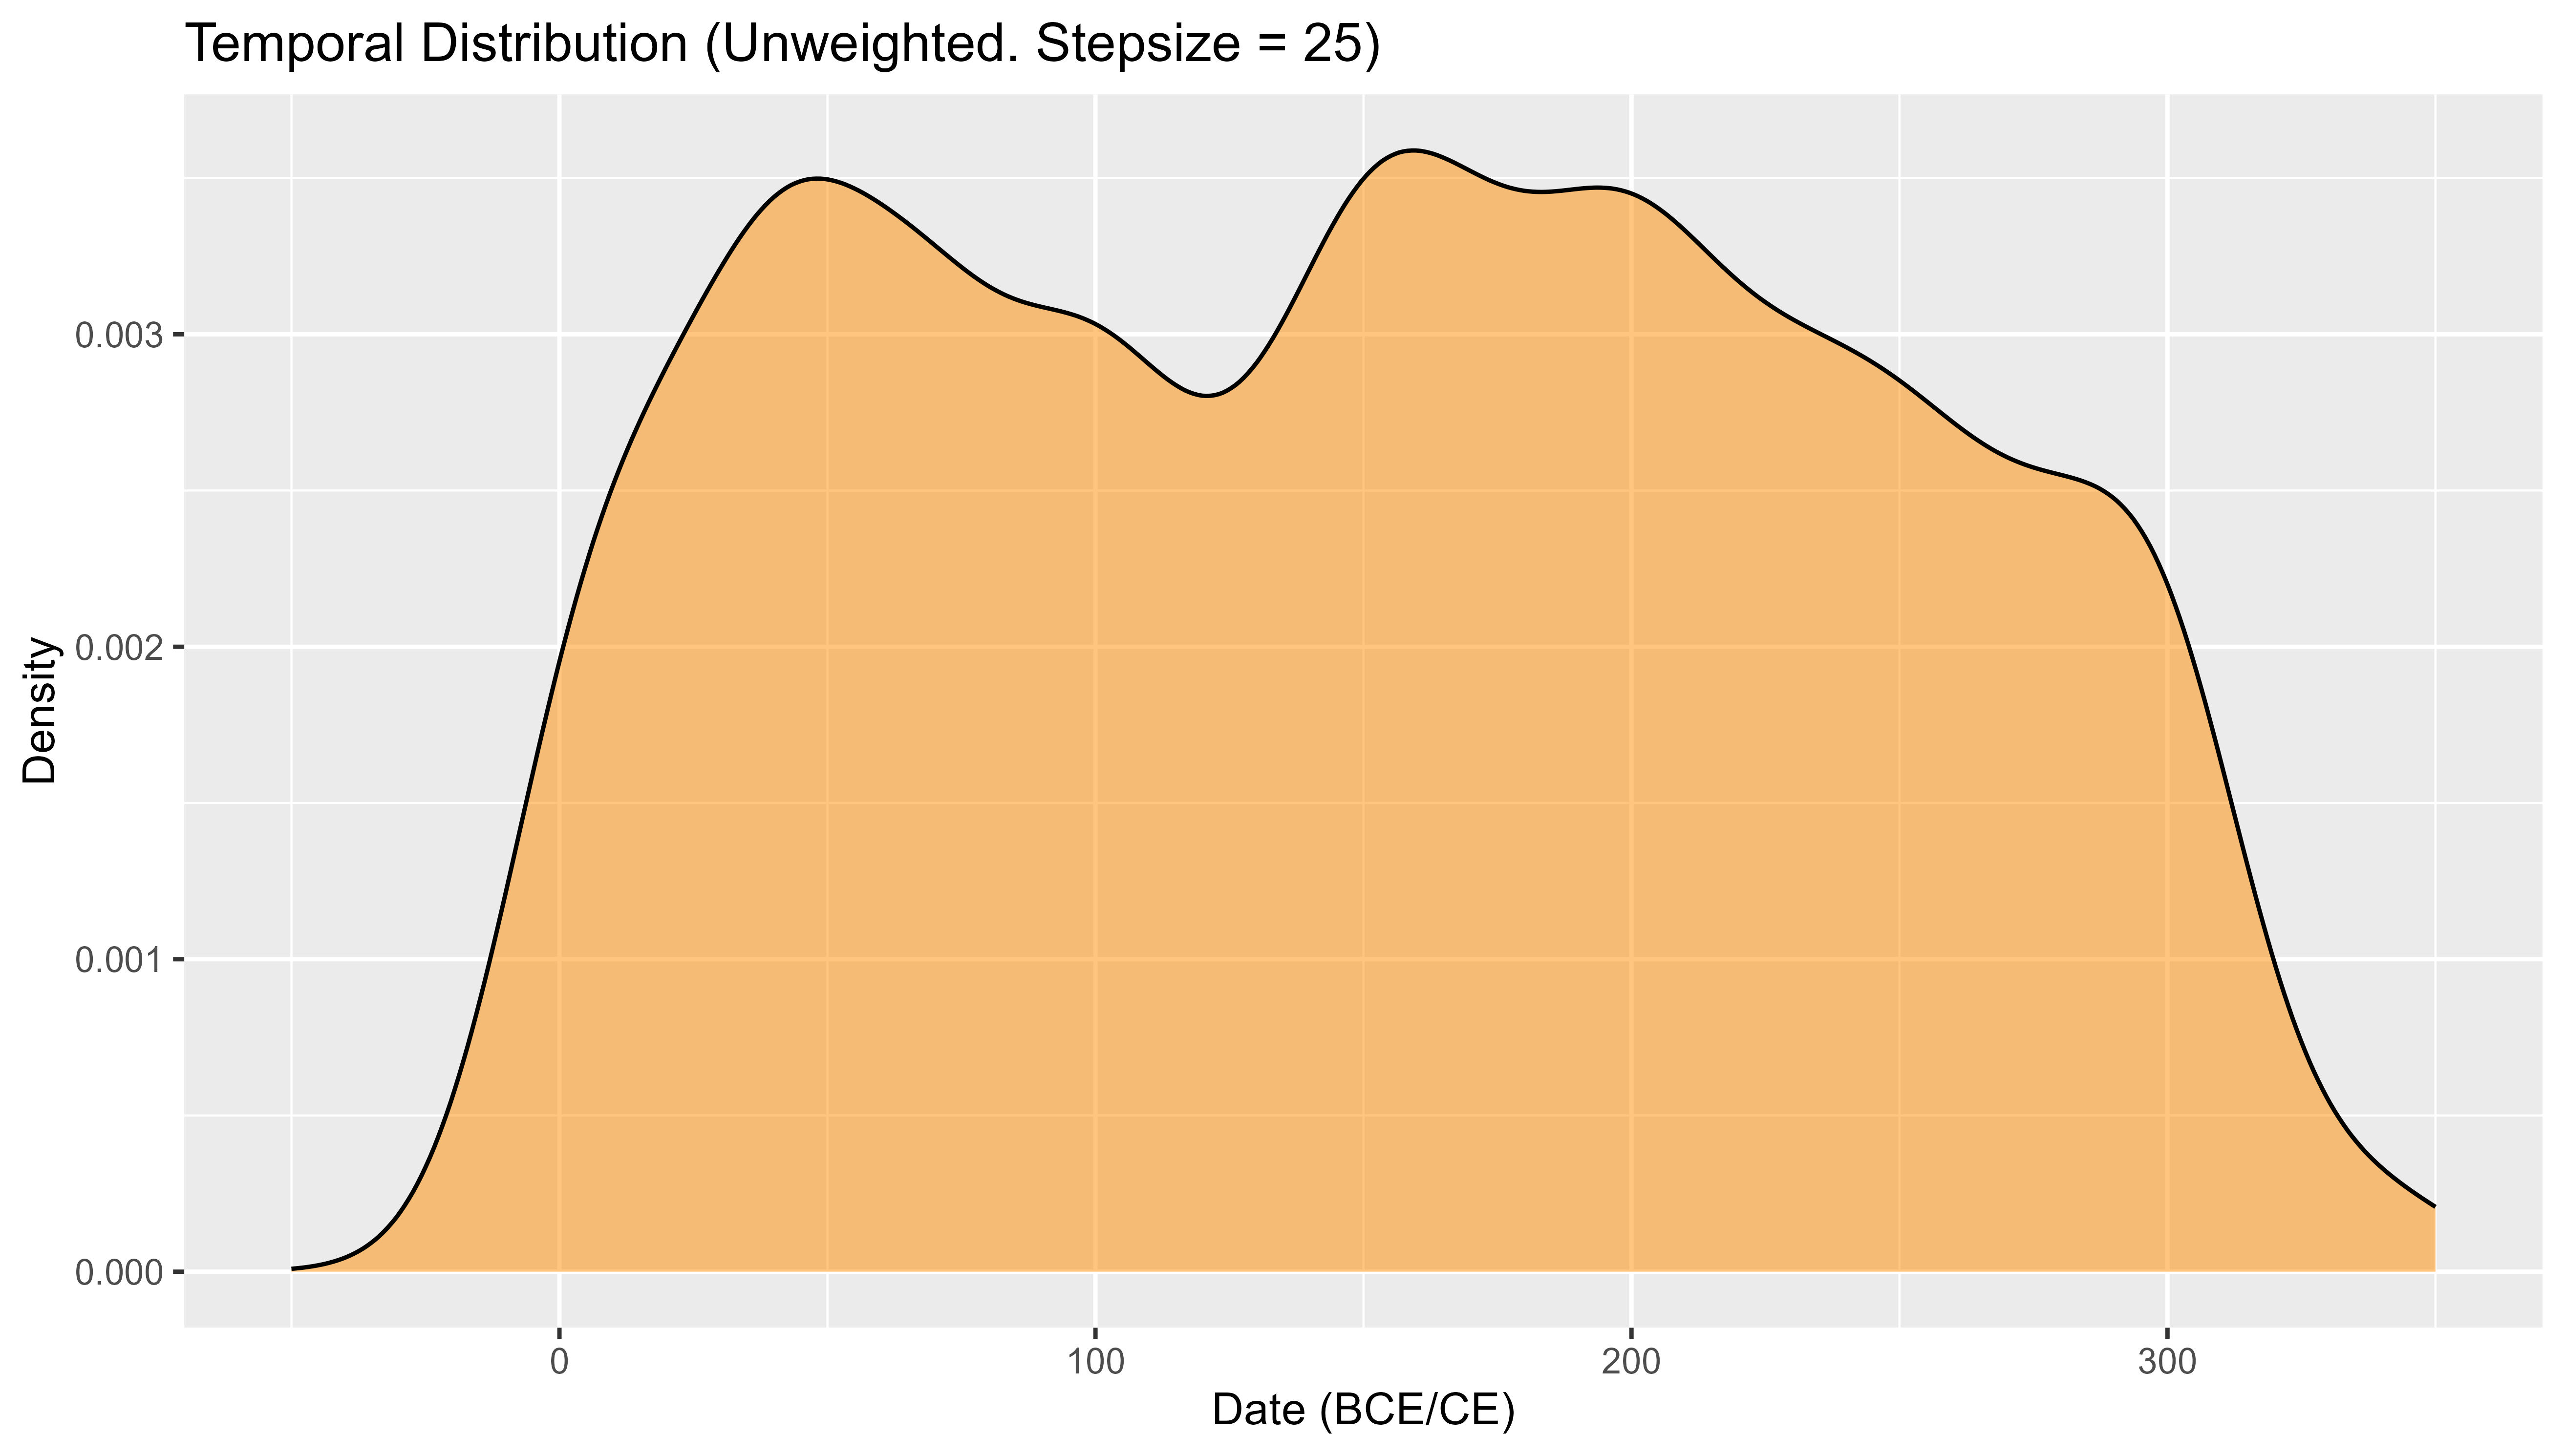 Temporal Distribution (Unweighted. Stepsize = 25)
Density
0.003
0.002
0.001
0.000
0 100 200 300
Date (BCE/CE)